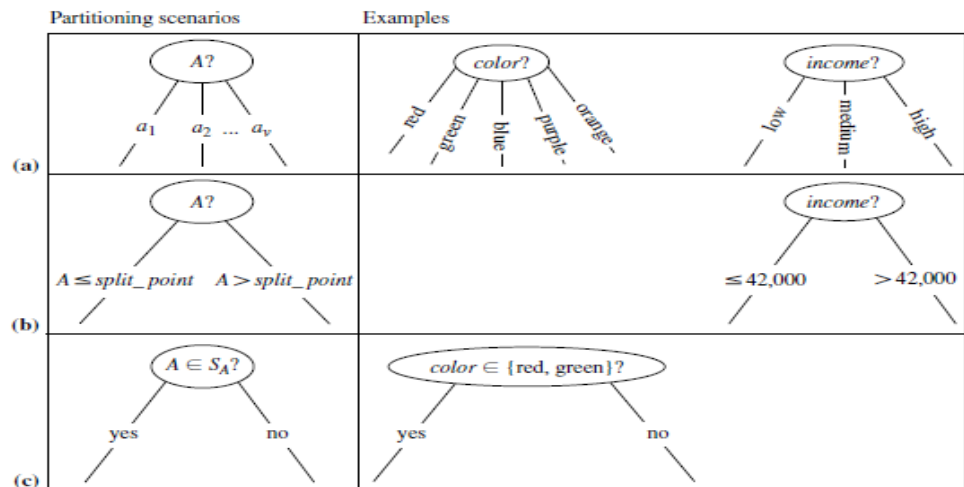 Partitioning scenarios Examples
A? color? income?
a1 a2 ... av red green blue purple orange low medium high
(a)
A? income?
A ≤ split_point A > split_point ≤ 42,000 > 42,000
(b)
A ∈ SA? color ∈ {red, green}?
yes no yes no
(c)